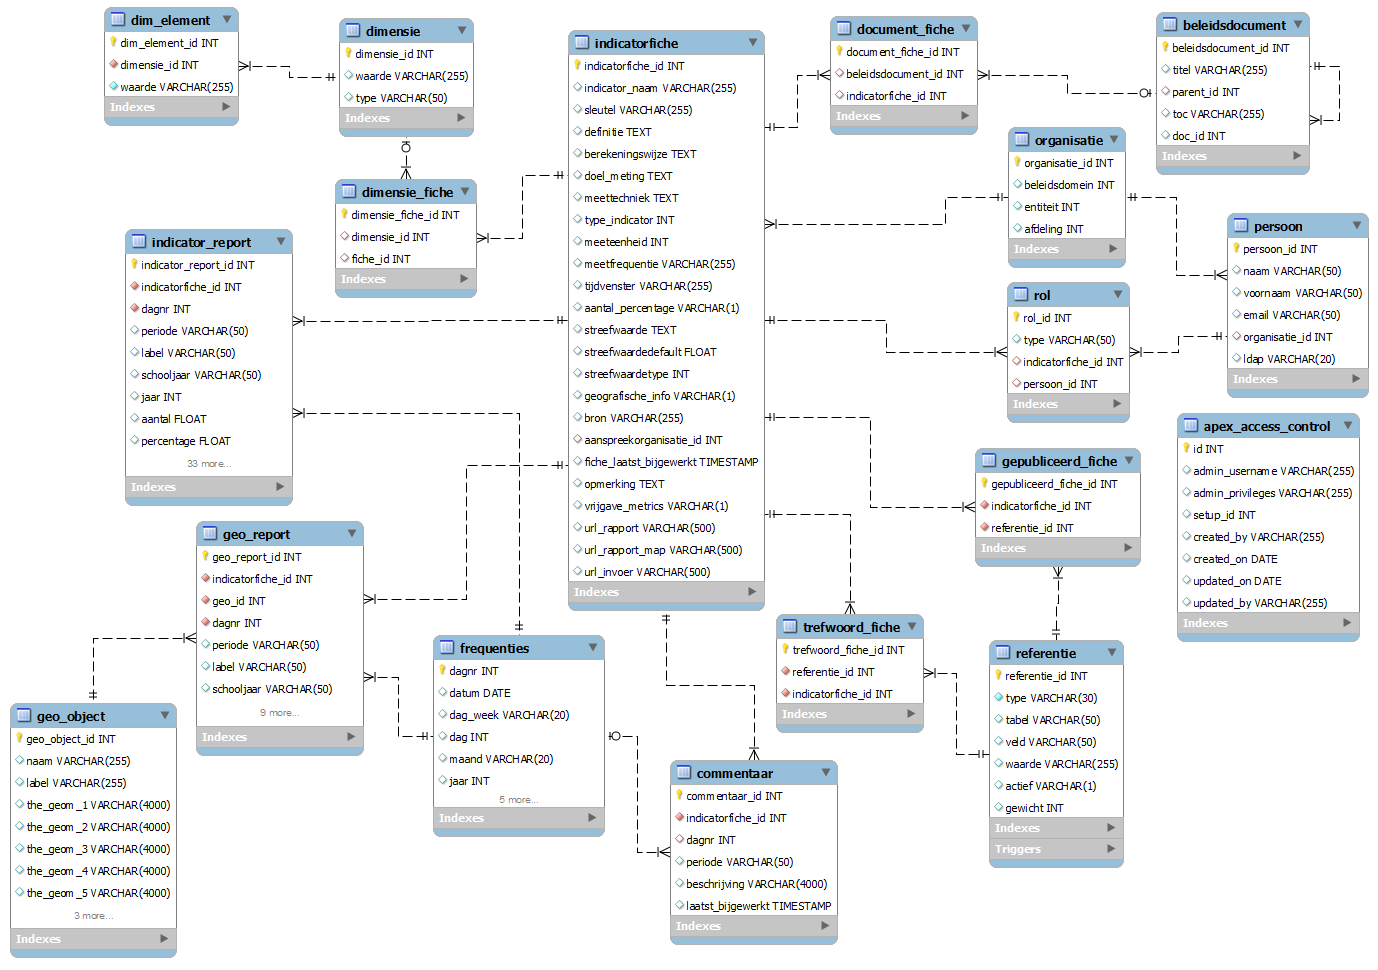 dim_element
dim_element_id INT
dimensie_id INT
waarde VARCHAR(255)
Indexes
dimensie
dimensie_id INT
waarde VARCHAR(255)
type VARCHAR(50)
Indexes
dimensie_fiche
dimensie_fiche_id INT
dimensie_id INT
fiche_id INT
Indexes
indicatorfiche
indicatorfiche_id INT
indicator_naam VARCHAR(255)
sleutel VARCHAR(255)
definitie TEXT
berekeningswijze TEXT
doel_meting TEXT
meettechniek TEXT
type_indicator INT
meeteenheid INT
meetfrequentie VARCHAR(255)
tijdvenster VARCHAR(255)
aantal_percentage VARCHAR(1)
streefwaarde TEXT
streefwaardedefault FLOAT
streefwaardetype INT
geografische_info VARCHAR(1)
bron VARCHAR(255)
aanspreekorganisatie_id INT
fiche_laatst_bijgewerkt TIMESTAMP
opmerking TEXT
vrijgave_metrics VARCHAR(1)
url_rapport VARCHAR(500)
url_rapport_map VARCHAR(500)
url_invoer VARCHAR(500)
Indexes
document_fiche
document_fiche_id INT
beleidsdocument_id INT
indicatorfiche_id INT
Indexes
beleidsdocument
beleidsdocument_id INT
titel VARCHAR(255)
parent_id INT
toc VARCHAR(255)
doc_id INT
Indexes
organisatie
organisatie_id INT
beleidsdomein INT
entiteit INT
afdeling INT
Indexes
persoon
persoon_id INT
naam VARCHAR(50)
voornaam VARCHAR(50)
email VARCHAR(50)
organisatie_id INT
ldap VARCHAR(20)
Indexes
rol
rol_id INT
type VARCHAR(50)
indicatorfiche_id INT
persoon_id INT
Indexes
indicator_report
indicator_report_id INT
indicatorfiche_id INT
dagnr INT
periode VARCHAR(50)
label VARCHAR(50)
schooljaar VARCHAR(50)
jaar INT
aantal FLOAT
percentage FLOAT
33 more...
Indexes
apex_access_control
id INT
admin_username VARCHAR(255)
admin_privileges VARCHAR(255)
setup_id INT
created_by VARCHAR(255)
created_on DATE
updated_on DATE
updated_by VARCHAR(255)
Indexes
gepubliceerd_fiche
gepubliceerd_fiche_id INT
indicatorfiche_id INT
referentie_id INT
Indexes
geo_report
geo_report_id INT
indicatorfiche_id INT
geo_id INT
dagnr INT
periode VARCHAR(50)
label VARCHAR(50)
schooljaar VARCHAR(50)
9 more...
Indexes
frequenties
dagnr INT
datum DATE
dag_week VARCHAR(20)
dag INT
maand VARCHAR(20)
jaar INT
5 more...
Indexes
trefwoord_fiche
trefwoord_fiche_id INT
referentie_id INT
indicatorfiche_id INT
Indexes
referentie
referentie_id INT
type VARCHAR(30)
tabel VARCHAR(50)
veld VARCHAR(50)
waarde VARCHAR(255)
actief VARCHAR(1)
gewicht INT
Indexes
Triggers
geo_object
geo_object_id INT
naam VARCHAR(255)
label VARCHAR(255)
the_geom_1 VARCHAR(4000)
the_geom_2 VARCHAR(4000)
the_geom_3 VARCHAR(4000)
the_geom_4 VARCHAR(4000)
the_geom_5 VARCHAR(4000)
3 more...
Indexes
commentaar
commentaar_id INT
indicatorfiche_id INT
dagnr INT
periode VARCHAR(50)
beschrijving VARCHAR(4000)
laatst_bijgewerkt TIMESTAMP
Indexes